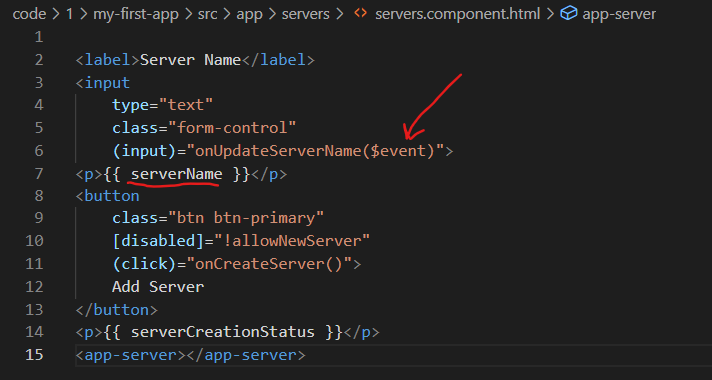 code > 1 > my-first-app > src > app > servers > <> servers.component.html > app-server
1
2 <label>Server Name</label>
3 <input
4     type="text"
5     class="form-control"
6     (input)="onUpdateServerName($event)">
7 <p>{{ serverName }}</p>
8 <button
9     class="btn btn-primary"
10     [disabled]="!allowNewServer"
11     (click)="onCreateServer()">
12     Add Server
13 </button>
14 <p>{{ serverCreationStatus }}</p>
15 <app-server></app-server>